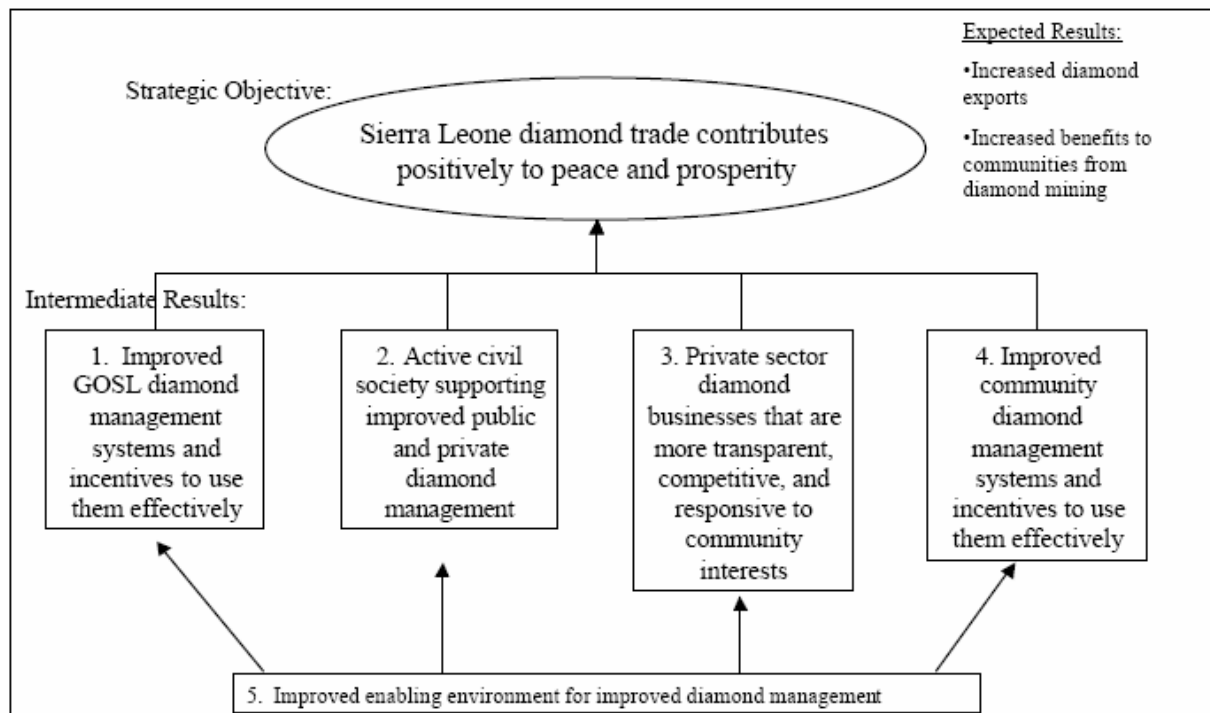 Expected Results:
•Increased diamond
exports
•Increased benefits to
communities from
diamond mining
Strategic Objective:
Sierra Leone diamond trade contributes
positively to peace and prosperity
Intermediate Results:
1. Improved
GOSL diamond
management
systems and
incentives to use
them effectively
2. Active civil
society supporting
improved public
and private
diamond
management
3. Private sector
diamond
businesses that are
more transparent,
competitive, and
responsive to
community
interests
4. Improved
community
diamond
management
systems and
incentives to use
them effectively
5. Improved enabling environment for improved diamond management